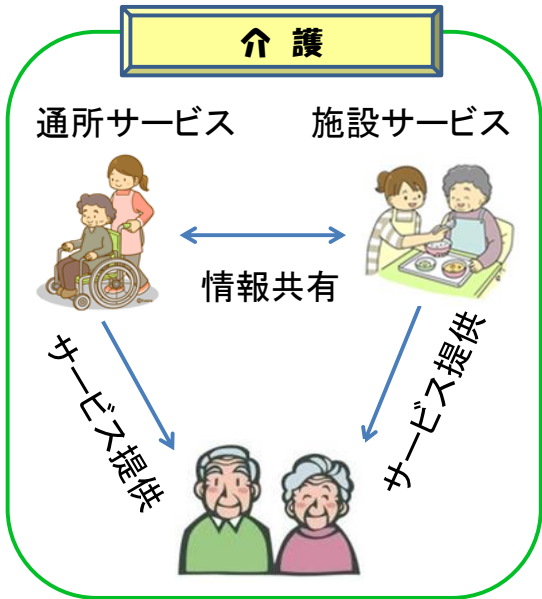 介 護
通所サービス
施設サービス
情報共有
サービス提供
サービス提供